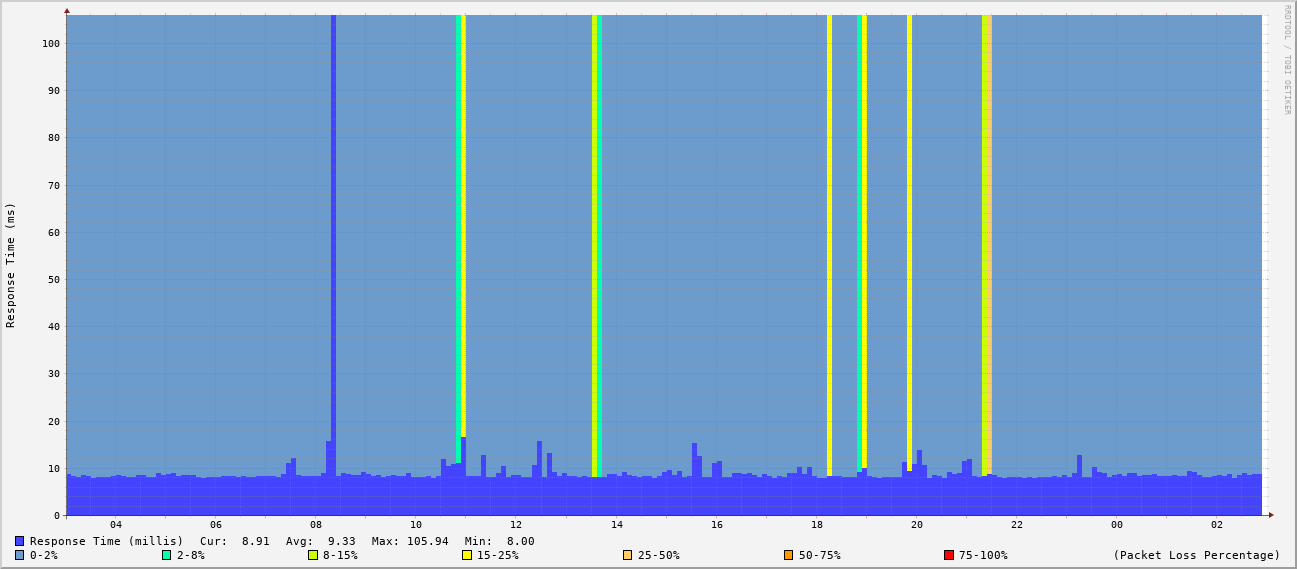 RRDTOOL / TOBI OETIKER
Response Time (ms)
100
90
80
70
60
50
40
30
20
10
0
04 06 08 10 12 14 16 18 20 22 00 02
Response Time (millis) Cur: 8.91 Avg: 9.33 Max: 105.94 Min: 8.00
0-2% 2-8% 8-15% 15-25% 25-50% 50-75% 75-100% (Packet Loss Percentage)